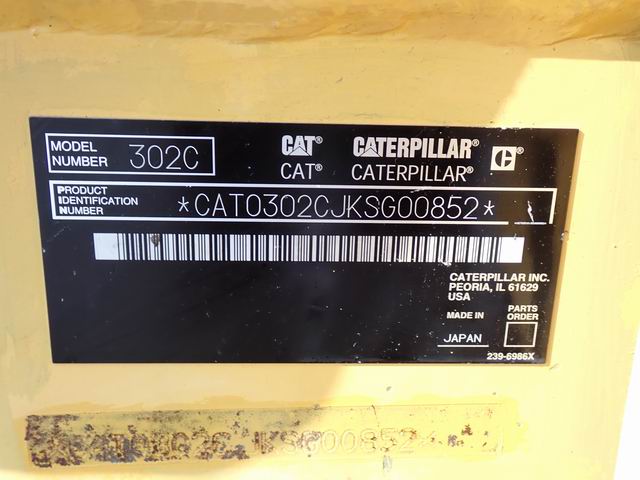 MODEL NUMBER 302C
CAT® CATERPILLAR® C®
CAT® CATERPILLAR®
PRODUCT IDENTIFICATION NUMBER *CAT0302CJKSG00852*
CATERPILLAR INC.
PEORIA, IL 61629
USA
MADE IN JAPAN
PARTS ORDER
239-6986X
CAT0302CJKSG00852